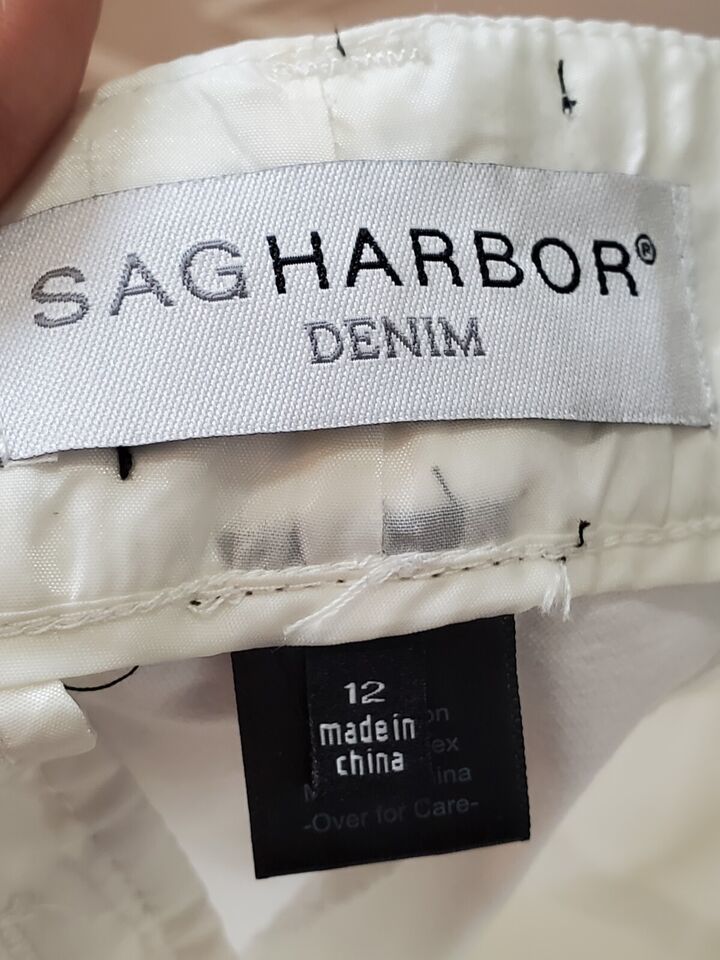 SAGHARBOR®
DENIM
12
made in
china
-Over for Care-